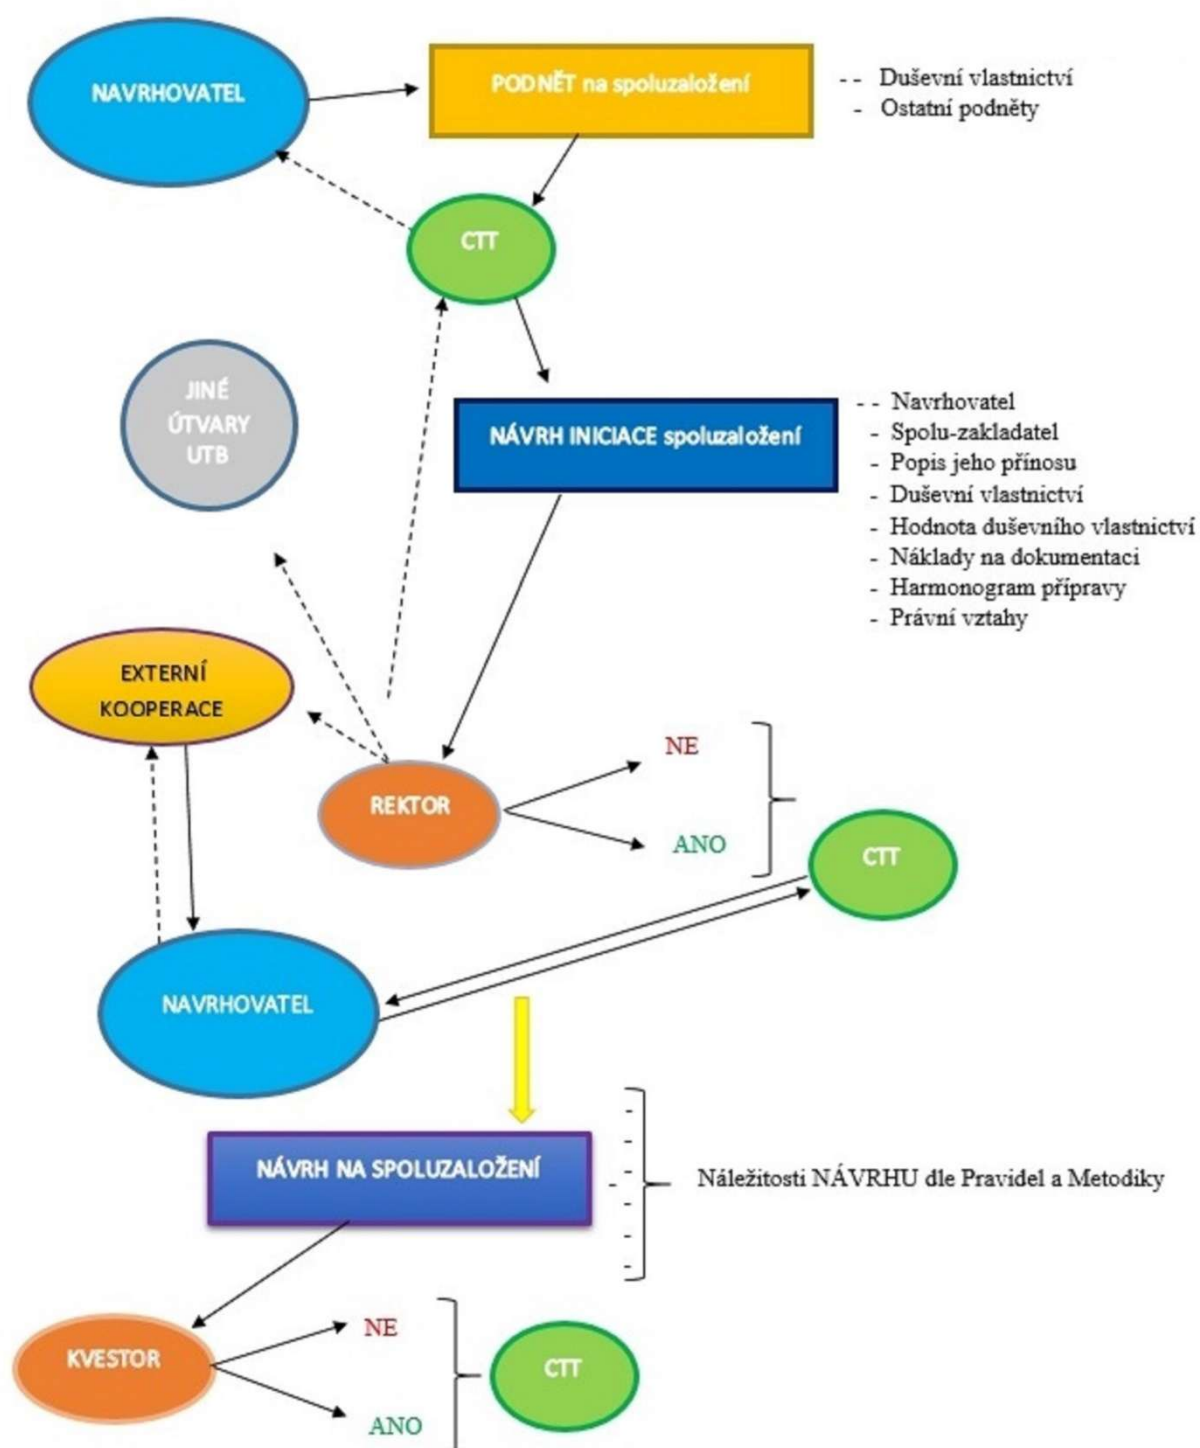 NAVRHOVATEL
PODNĚT na spoluzaložení
- - Duševní vlastnictví
- Ostatní podněty
CTT
JINÉ
ÚTVARY
UTB
NÁVRH INICIACE spoluzaložení
- - Navrhovatel
- Spolu-zakladatel
- Popis jeho přínosu
- Duševní vlastnictví
- Hodnota duševního vlastnictví
- Náklady na dokumentaci
- Harmonogram přípravy
- Právní vztahy
EXTERNÍ
KOOPERACE
REKTOR
NE
ANO
CTT
NAVRHOVATEL
NÁVRH NA SPOLUZALOŽENÍ
Náležitosti NÁVRHU dle Pravidel a Metodiky
KVESTOR
NE
ANO
CTT